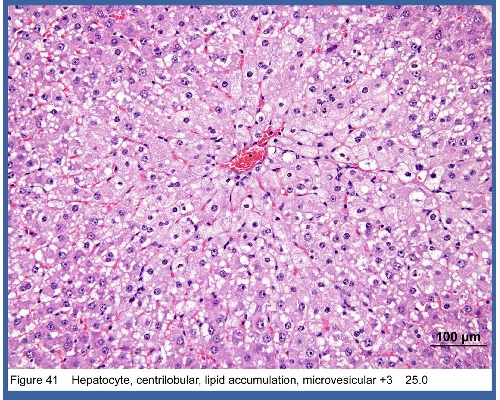 100 µm
Figure 41 Hepatocyte, centrilobular, lipid accumulation, microvesicular +3 25.0